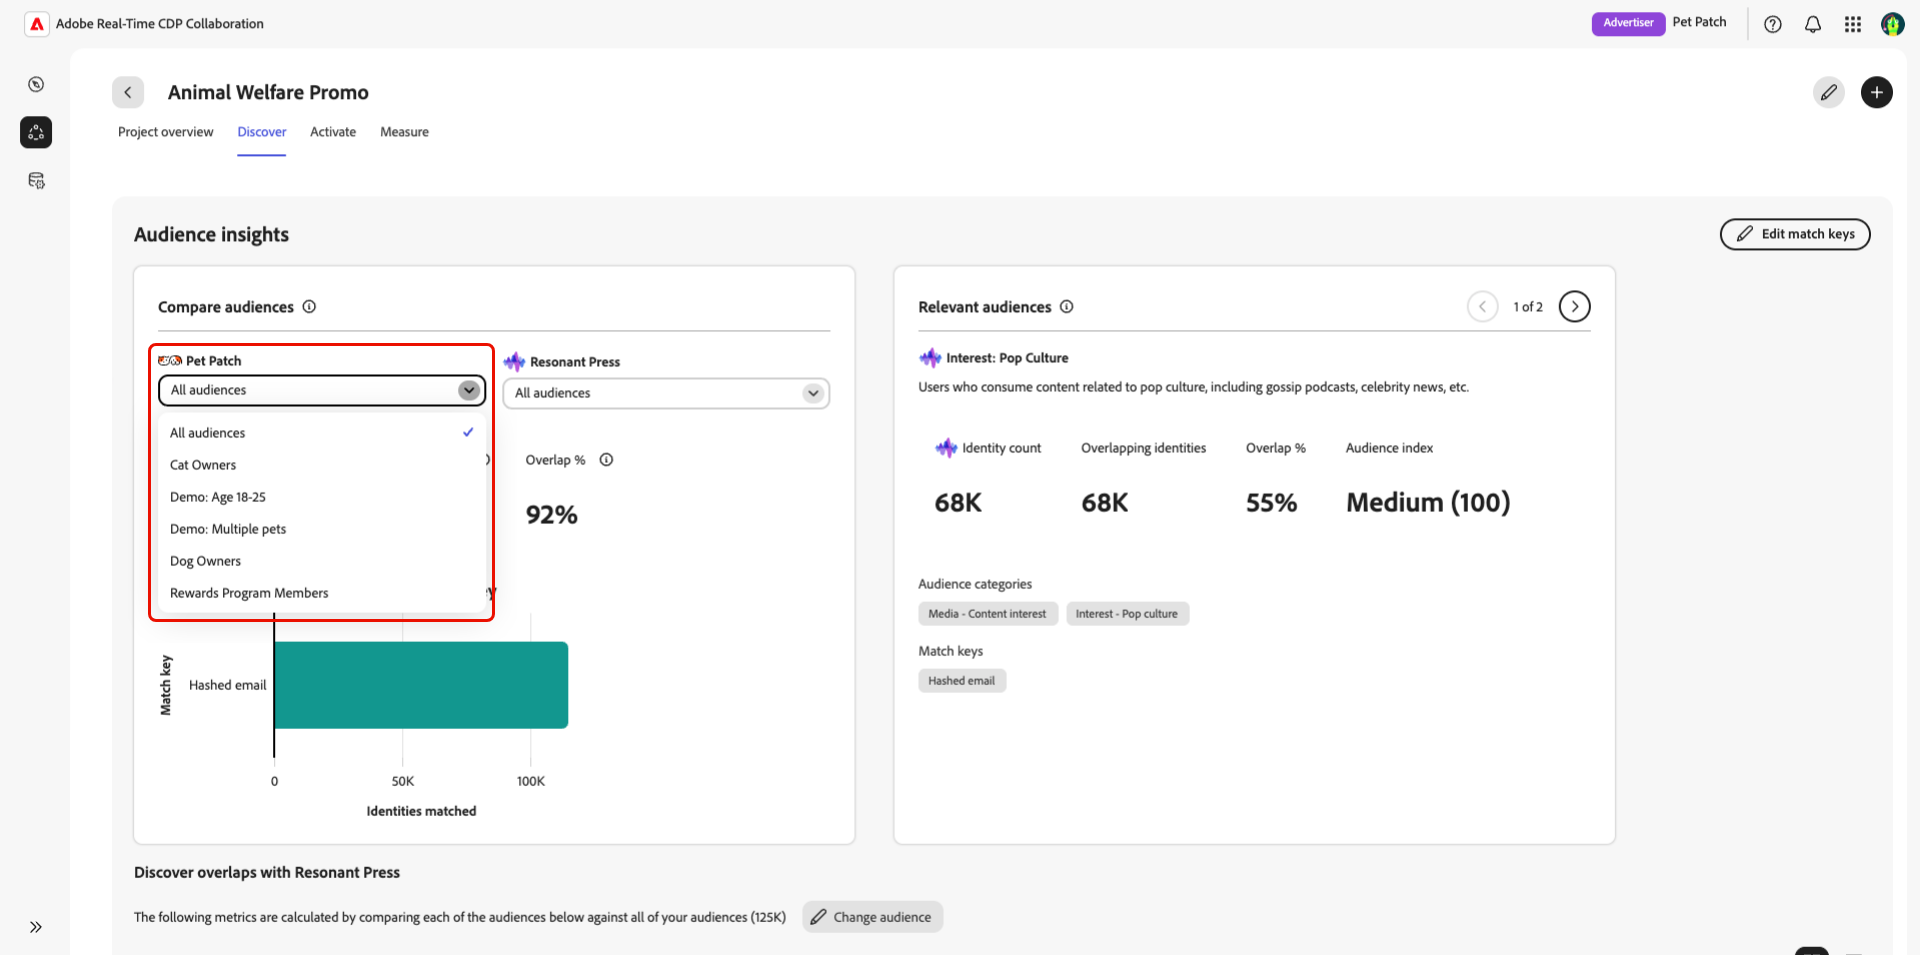 Adobe Real-Time CDP Collaboration
Advertiser
Pet Patch
Animal Welfare Promo
Project overview
Discover
Activate
Measure
Audience insights
Edit match keys
Compare audiences
Pet Patch
All audiences
All audiences
Cat Owners
Demo: Age 18-25
Demo: Multiple pets
Dog Owners
Rewards Program Members
Resonant Press
All audiences
Overlap %
92%
Match key
Hashed email
0
50K
100K
Identities matched
Relevant audiences
1 of 2
Interest: Pop Culture
Users who consume content related to pop culture, including gossip podcasts, celebrity news, etc.
Identity count
Overlapping identities
Overlap %
Audience index
68K
68K
55%
Medium (100)
Audience categories
Media - Content interest
Interest - Pop culture
Match keys
Hashed email
Discover overlaps with Resonant Press
The following metrics are calculated by comparing each of the audiences below against all of your audiences (125K)
Change audience